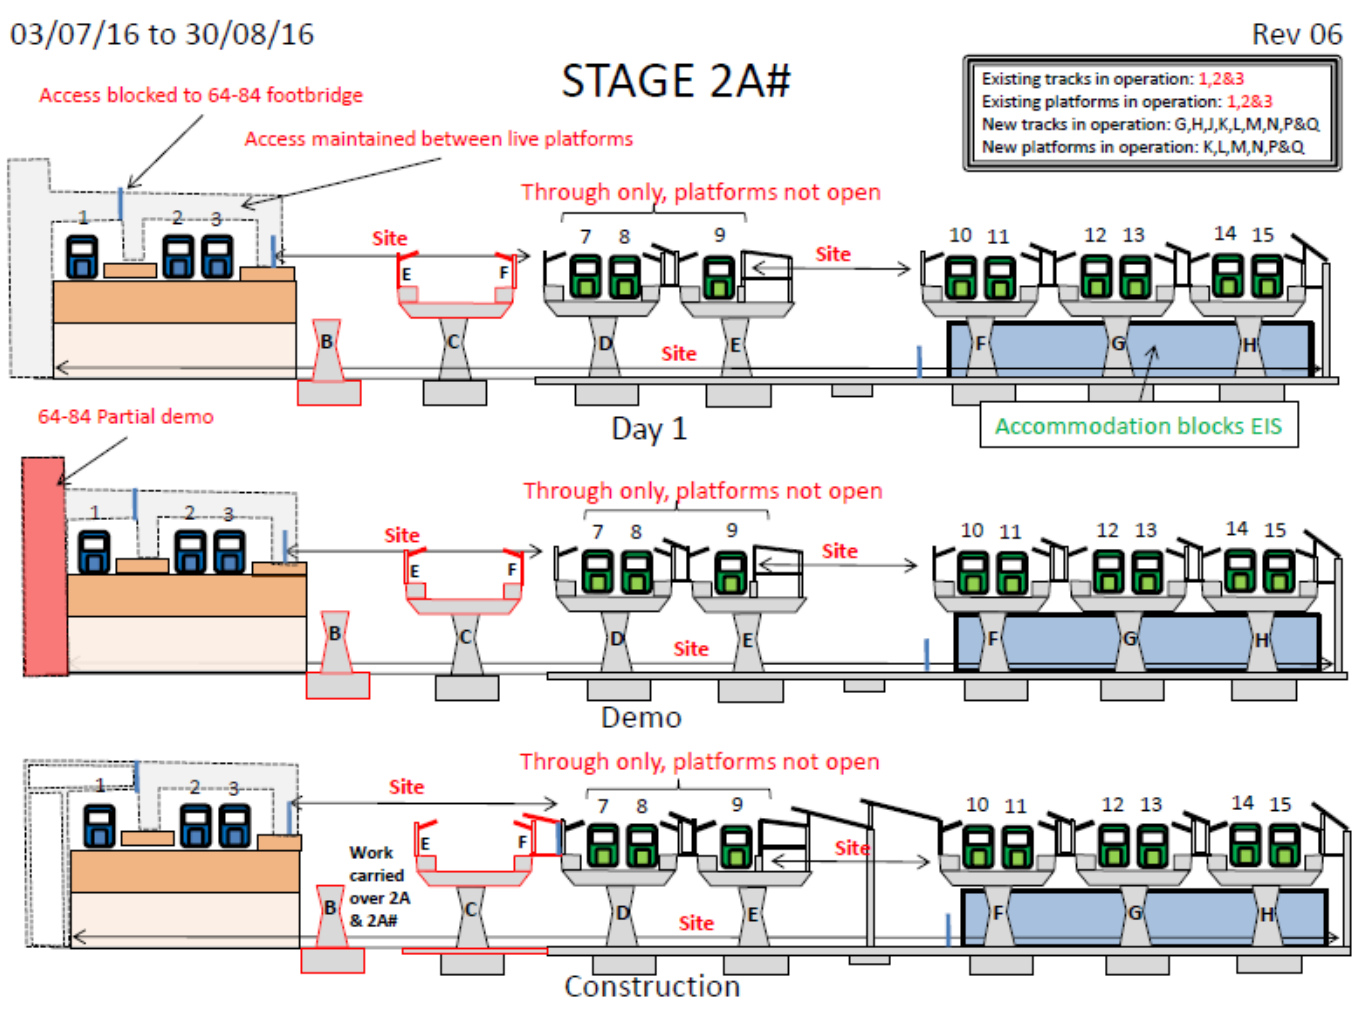 03/07/16 to 30/08/16
Rev 06
STAGE 2A#
Existing tracks in operation: 1,2&3
Existing platforms in operation: 1,2&3
New tracks in operation: G,H,J,K,L,M,N,P&Q
New platforms in operation: K,L,M,N,P&Q
Access blocked to 64-84 footbridge
Access maintained between live platforms
Through only, platforms not open
1 2 3 7 8 9 10 11 12 13 14 15
Site
Site
E F
B C D E F G H
Site
Day 1
Accommodation blocks EIS
64-84 Partial demo
Through only, platforms not open
1 2 3 7 8 9 10 11 12 13 14 15
Site
Site
E F
B C D E F G H
Site
Demo
Through only, platforms not open
1 2 3 7 8 9 10 11 12 13 14 15
Site
Site
E F
Work
carried
over 2A
& 2A#
B C D E F G H
Site
Construction